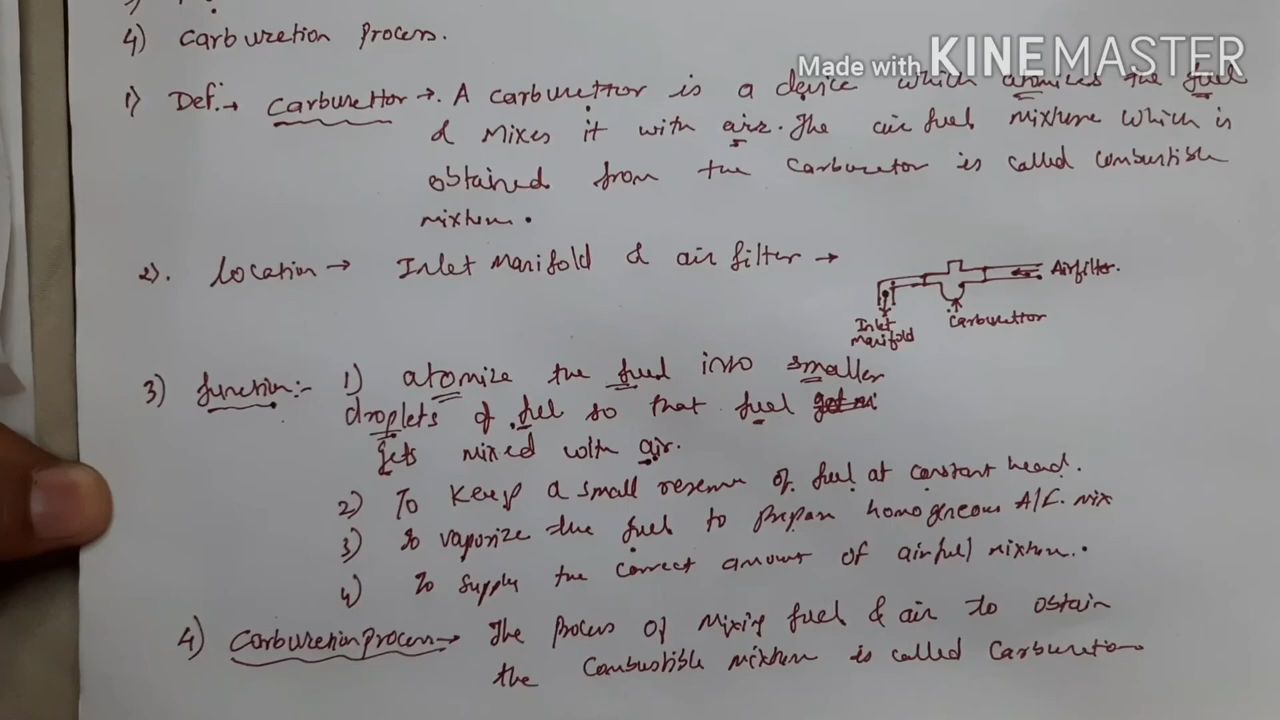 4) Carburetion Process.
Made with KINEMASTER
1) Def:→ Carburettor →. A carburettor is a device which atomizes the fuel
& Mixes it with air. The air fuel mixture which is
obtained from the carburetor is called combustible
mixture.
2). Location → Inlet Manifold & air filter →
Airfilter.
Inlet Manifold
Carburettor
3) function:- 1) atomize the fuel into smaller
droplets of fuel so that fuel
gets mixed with air.
2) To keep a small reserve of fuel at constant head.
3) To vaporize the fuel to prepare homogneous A/F. mix
4) To supply the correct amount of airfuel mixture.
4) Carburetion process → The process of Mixing fuel & air to obtain
the Combustible mixture is called Carburetion